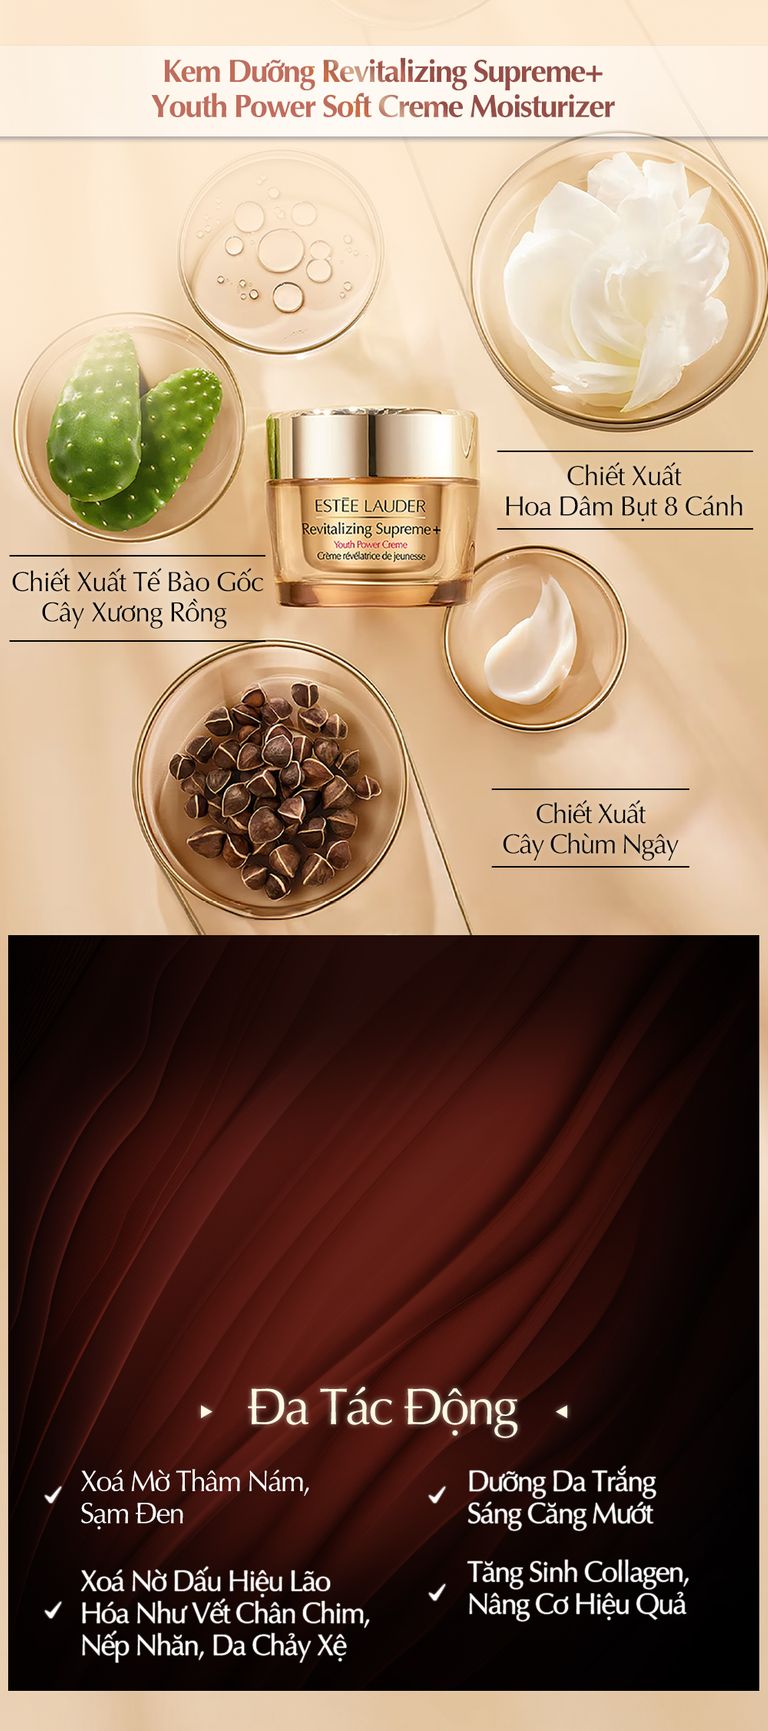 Kem Dưỡng Revitalizing Supreme+
Youth Power Soft Creme Moisturizer
ESTĒE LAUDER
Revitalizing Supreme+
Youth Power Creme
Crème révélatrice de jeunesse
Chiết Xuất
Hoa Dâm Bụt 8 Cánh
Chiết Xuất Tế Bào Gốc
Cây Xương Rồng
Chiết Xuất
Cây Chùm Ngây
Đa Tác Động
Xoá Mờ Thâm Nám,
Sạm Đen
Dưỡng Da Trắng
Sáng Căng Mướt
Xoá Nờ Dấu Hiệu Lão
Hóa Như Vết Chân Chim,
Nếp Nhăn, Da Chảy Xệ
Tăng Sinh Collagen,
Nâng Cơ Hiệu Quả